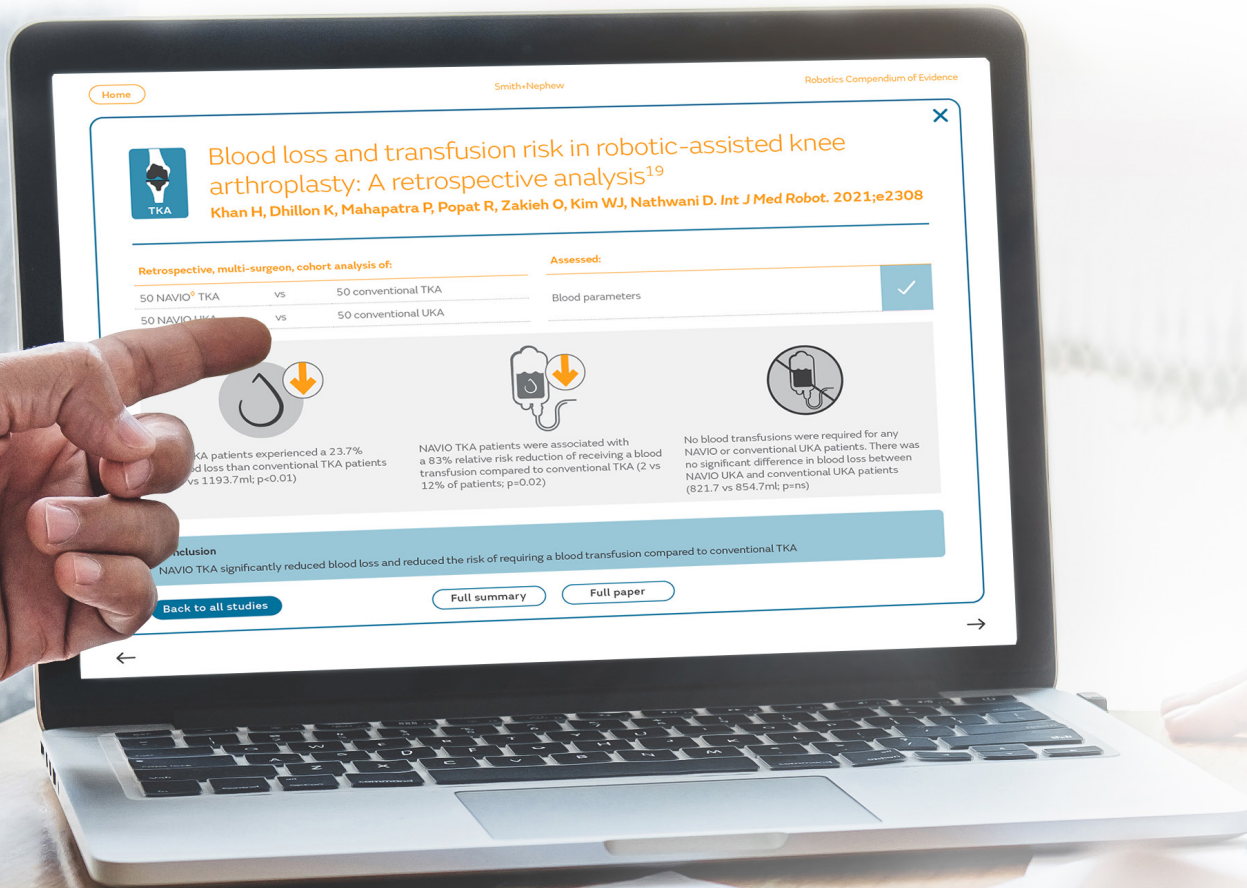 Home
Smith+Nephew
Robotics Compendium of Evidence
TKA
Blood loss and transfusion risk in robotic-assisted knee
arthroplasty: A retrospective analysis19
Khan H, Dhillon K, Mahapatra P, Popat R, Zakieh O, Kim WJ, Nathwani D. Int J Med Robot. 2021;e2308
Retrospective, multi-surgeon, cohort analysis of:
50 NAVIO◊ TKA vs 50 conventional TKA
50 NAVIO UKA vs 50 conventional UKA
Assessed:
Blood parameters
patients experienced a 23.7%
loss than conventional TKA patients
vs 1193.7ml; p<0.01)
NAVIO TKA patients were associated with
a 83% relative risk reduction of receiving a blood
transfusion compared to conventional TKA (2 vs
12% of patients; p=0.02)
No blood transfusions were required for any
NAVIO or conventional UKA patients. There was
no significant difference in blood loss between
NAVIO UKA and conventional UKA patients
(821.7 vs 854.7ml; p=ns)
NAVIO TKA significantly reduced blood loss and reduced the risk of requiring a blood transfusion compared to conventional TKA
Back to all studies
Full summary
Full paper
command
command